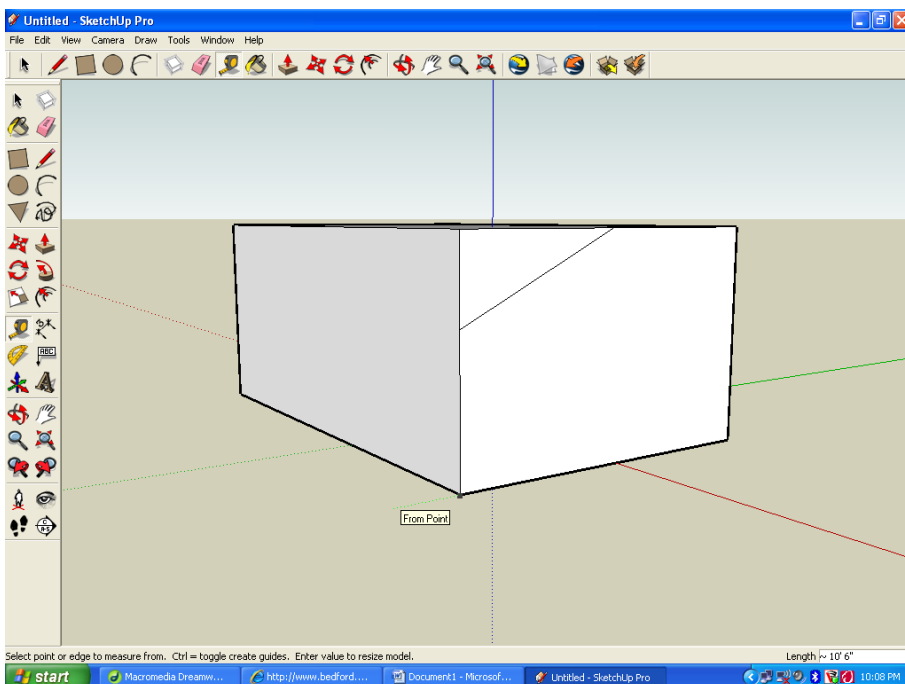 Untitled - SketchUp Pro
File Edit View Camera Draw Tools Window Help
ABC
From Point
Select point or edge to measure from. Ctrl = toggle create guides. Enter value to resize model.
Length ~ 10' 6"
start Macromedia Dreamw... http://www.bedford.... Document1 - Microsof... Untitled - SketchUp Pro 10:08 PM